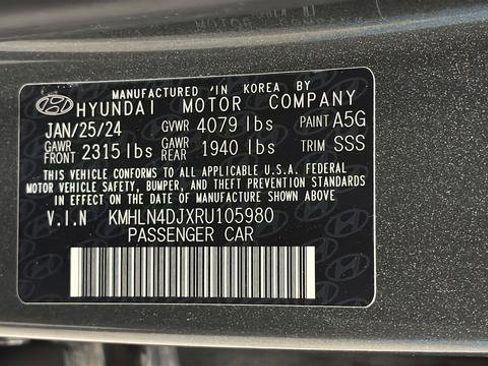 MANUFACTURED 'IN KOREA BY
HYUNDAI MOTOR COMPANY
JAN/25/24 GVWR 4079 lbs PAINT A5G
GAWR FRONT 2315 lbs GAWR REAR 1940 lbs TRIM SSS
THIS VEHICLE CONFORMS TO ALL APPLICABLE U.S.A. FEDERAL
MOTOR VEHICLE SAFETY, BUMPER, AND THEFT PREVENTION STANDARDS
IN EFFECT ON THE DATE OF MANUFACTURE SHOWN ABOVE.
V.I.N KMHLN4DJXRU105980
PASSENGER CAR